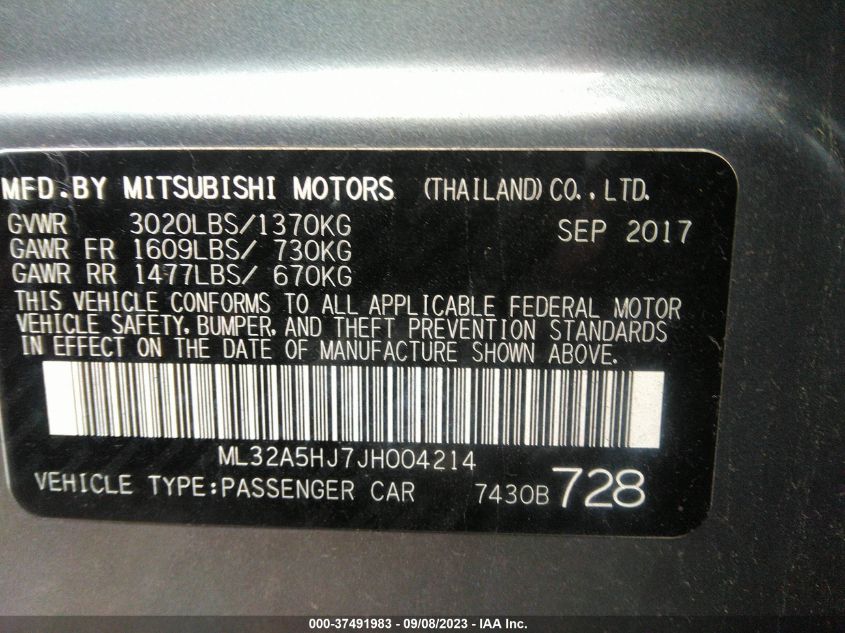 MFD.BY MITSUBISHI MOTORS (THAILAND) CO., LTD.
GVWR 3020LBS/1370KG SEP 2017
GAWR FR 1609LBS/ 730KG
GAWR RR 1477LBS/ 670KG
THIS VEHICLE CONFORMS TO ALL APPLICABLE FEDERAL MOTOR
VEHICLE SAFETY, BUMPER, AND THEFT PREVENTION STANDARDS
IN EFFECT ON THE DATE OF MANUFACTURE SHOWN ABOVE.
ML32A5HJ7JH004214
VEHICLE TYPE:PASSENGER CAR 7430B 728
000-37491983 - 09/08/2023 - IAA Inc.